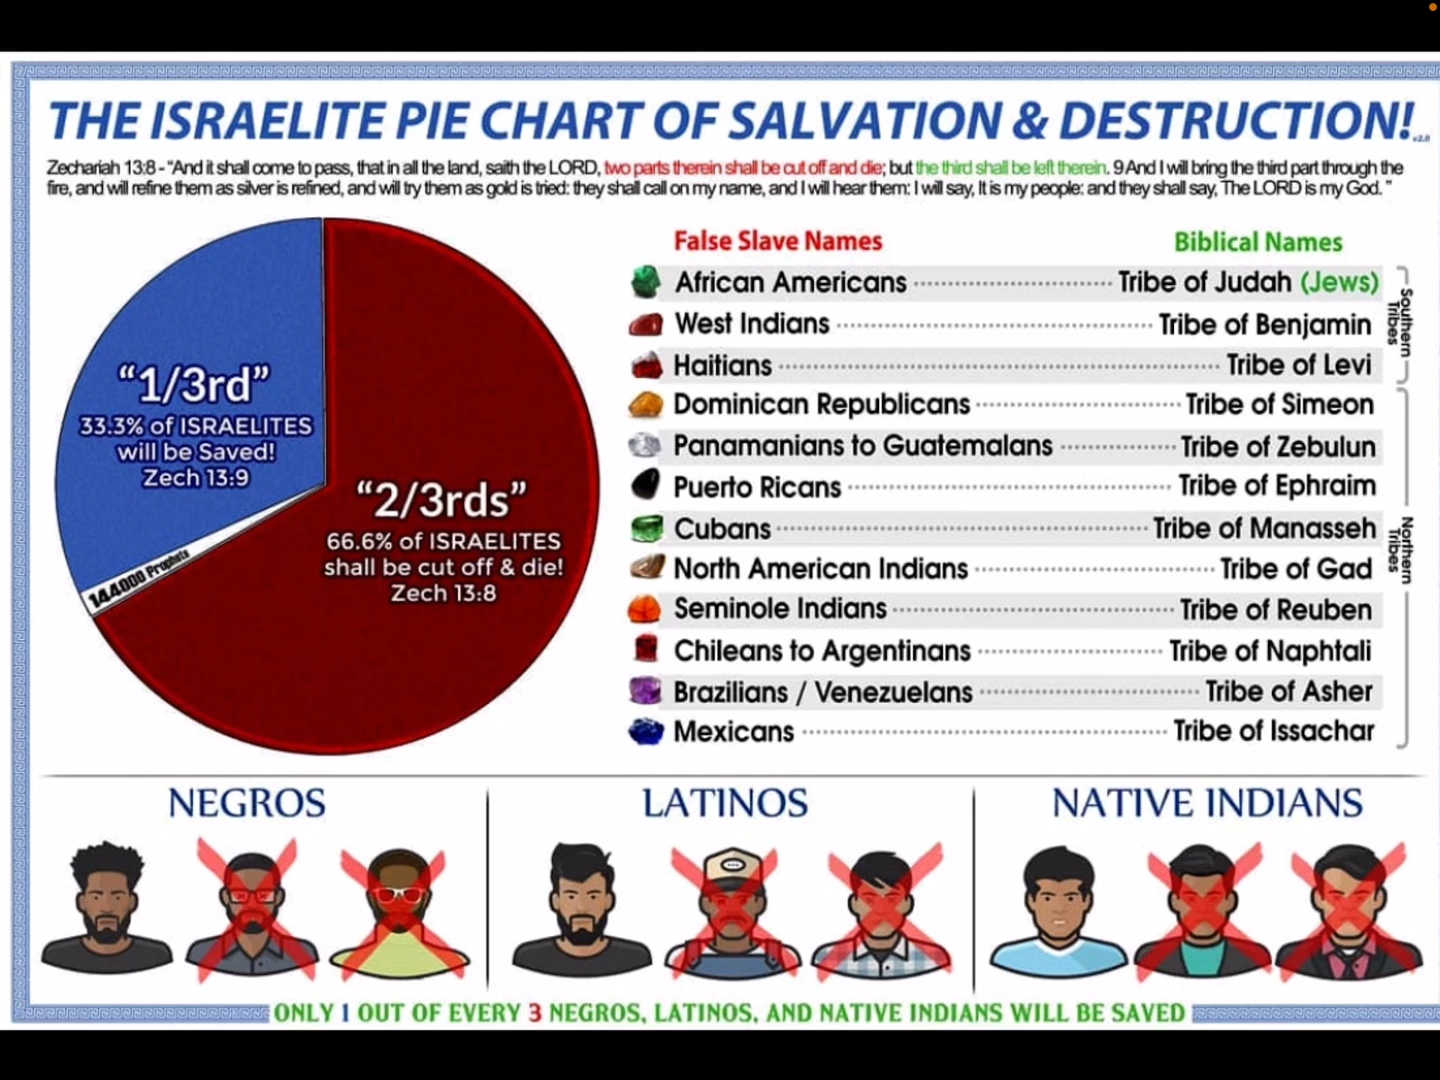 THE ISRAELITE PIE CHART OF SALVATION & DESTRUCTION! v2.0
Zechariah 13:8 - "And it shall come to pass, that in all the land, saith the LORD, two parts therein shall be cut off and die; but the third shall be left therein. 9 And I will bring the third part through the
fire, and will refine them as silver is refined, and will try them as gold is tried: they shall call on my name, and I will hear them: I will say, It is my people: and they shall say, The LORD is my God. "
"1/3rd"
33.3% of ISRAELITES
will be Saved!
Zech 13:9
144,000 Prophets
"2/3rds"
66.6% of ISRAELITES
shall be cut off & die!
Zech 13:8
False Slave Names Biblical Names
African Americans Tribe of Judah (Jews)
West Indians Tribe of Benjamin
Haitians Tribe of Levi
Dominican Republicans Tribe of Simeon
Panamanians to Guatemalans Tribe of Zebulun
Puerto Ricans Tribe of Ephraim
Cubans Tribe of Manasseh
North American Indians Tribe of Gad
Seminole Indians Tribe of Reuben
Chileans to Argentinans Tribe of Naphtali
Brazilians / Venezuelans Tribe of Asher
Mexicans Tribe of Issachar
Southern
Tribes
Northern
Tribes
NEGROS
LATINOS
NATIVE INDIANS
ONLY 1 OUT OF EVERY 3 NEGROS, LATINOS, AND NATIVE INDIANS WILL BE SAVED